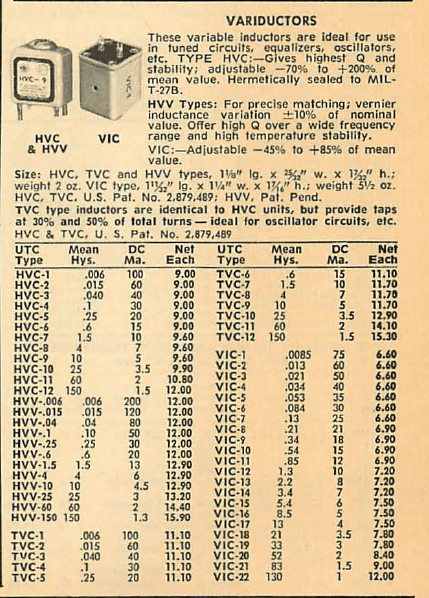 VARIDUCTORS
These variable inductors are ideal for use
in tuned circuits, equalizers, oscillators,
etc. TYPE HVC:—Gives highest Q and
stability; adjustable —70% to +200% of
mean value. Hermetically sealed to MIL-
T-27B.
HVV Types: For precise matching; vernier
inductance variation ±10% of nominal
value. Offer high Q over a wide frequency
range and high temperature stability.
VIC:—Adjustable —45% to +85% of mean
value.
HVC-9
VIC
HVC
& HVV
VIC
Size: HVC, TVC and HVV types, 1⅛" lg. x 25/32" w. x 17/32" h.;
weight 2 oz. VIC type, 111/32" lg. x 1¼" w. x 17/16" h.; weight 5½ oz.
HVC, TVC, U.S. Pat. No. 2,879,489; HVV, Pat. Pend.
TVC type inductors are identical to HVC units, but provide taps
at 30% and 50% of total turns — ideal for oscillator circuits, etc.
HVC & TVC, U. S. Pat. No. 2,879,489
UTC Type Mean Hys. DC Ma. Net Each
HVC-1 .006 100 9.00
HVC-2 .015 60 9.00
HVC-3 .040 40 9.00
HVC-4 .1 30 9.00
HVC-5 .25 20 9.00
HVC-6 .6 15 9.00
HVC-7 1.5 10 9.60
HVC-8 4 7 9.60
HVC-9 10 5 9.60
HVC-10 25 3.5 9.90
HVC-11 60 2 10.80
HVC-12 150 1.5 12.00
HVV-.006 .006 200 12.00
HVV-.015 .015 120 12.00
HVV-.04 .04 80 12.00
HVV-.1 .10 50 12.00
HVV-.25 .25 30 12.00
HVV-.6 .6 20 12.00
HVV-1.5 1.5 13 12.90
HVV-4 4 6 12.90
HVV-10 10 4.5 12.90
HVV-25 25 3 13.20
HVV-60 60 2 14.40
HVV-150 150 1.3 15.90
TVC-1 .006 100 11.10
TVC-2 .015 60 11.10
TVC-3 .040 40 11.10
TVC-4 .1 30 11.10
TVC-5 .25 20 11.10
UTC Type Mean Hys. DC Ma. Net Each
TVC-6 .6 15 11.10
TVC-7 1.5 10 11.70
TVC-8 4 7 11.70
TVC-9 10 5 11.70
TVC-10 25 3.5 12.90
TVC-11 60 2 14.10
TVC-12 150 1.5 15.30
VIC-1 .0085 75 6.60
VIC-2 .013 60 6.60
VIC-3 .021 50 6.60
VIC-4 .034 40 6.60
VIC-5 .053 35 6.60
VIC-6 .084 30 6.60
VIC-7 .13 25 6.60
VIC-8 .21 21 6.90
VIC-9 .34 18 6.90
VIC-10 .54 15 6.90
VIC-11 .85 12 6.90
VIC-12 1.3 10 7.20
VIC-13 2.2 8 7.20
VIC-14 3.4 7 7.20
VIC-15 5.4 6 7.50
VIC-16 8.5 5 7.50
VIC-17 13 4 7.50
VIC-18 21 3.5 7.80
VIC-19 33 3 7.80
VIC-20 52 2 8.40
VIC-21 83 1.5 9.00
VIC-22 130 1 12.00